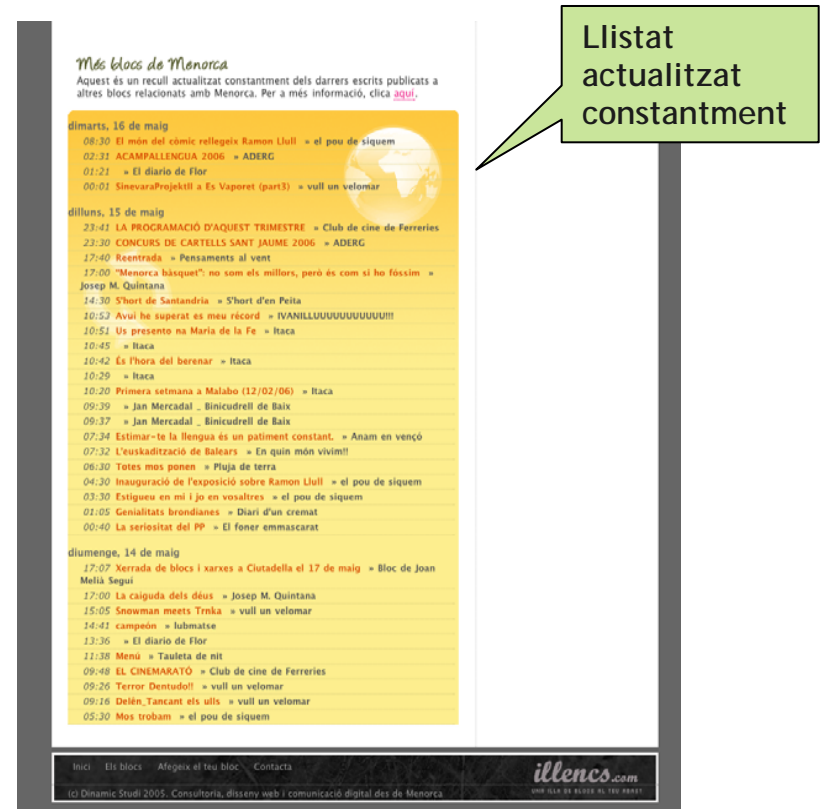 Llistat
actualitzat
constantment
Més blocs de Menorca
Aquest és un recull actualitzat constantment dels darrers escrits publicats a
altres blocs relacionats amb Menorca. Per a més informació, clica aquí.
dimarts, 16 de maig
08:30 El món del còmic rellegeix Ramon Llull » el pou de siquem
02:31 ACAMPALLENGUA 2006 » ADERG
01:21 » El diario de Flor
00:01 SinevaraProjektII a Es Vaporet (part3) » vull un velomar
dilluns, 15 de maig
23:41 LA PROGRAMACIÓ D'AQUEST TRIMESTRE » Club de cine de Ferreries
23:30 CONCURS DE CARTELLS SANT JAUME 2006 » ADERG
17:40 Reentrada » Pensaments al vent
17:00 "Menorca bàsquet": no som els millors, però és com si ho fóssim »
Josep M. Quintana
14:30 S'hort de Santandria » S'hort d'en Peita
10:53 Avui he superat es meu récord » IVANILLUUUUUUUUUUU!!!
10:51 Us presento na Maria de la Fe » Itaca
10:45 » Itaca
10:42 És l'hora del berenar » Itaca
10:29 » Itaca
10:20 Primera setmana a Malabo (12/02/06) » Itaca
09:39 » Jan Mercadal _ Binicudrell de Baix
09:37 » Jan Mercadal _ Binicudrell de Baix
07:34 Estimar-te la llengua és un patiment constant. » Anam en vençó
07:32 L'euskadització de Balears » En quin món vivim!!
06:30 Totes mos ponen » Pluja de terra
04:30 Inauguració de l'exposició sobre Ramon Llull » el pou de siquem
03:30 Estigueu en mi i jo en vosaltres » el pou de siquem
01:05 Genialitats brondianes » Diari d'un cremat
00:40 La seriositat del PP » El foner emmascarat
diumenge, 14 de maig
17:07 Xerrada de blocs i xarxes a Ciutadella el 17 de maig » Bloc de Joan
Melià Seguí
17:00 La caiguda dels déus » Josep M. Quintana
15:05 Snowman meets Trnka » vull un velomar
14:41 campeón » lubmatse
13:36 » El diario de Flor
11:38 Menú » Tauleta de nit
09:48 EL CINEMARATÓ » Club de cine de Ferreries
09:26 Terror Dentudo!! » vull un velomar
09:16 Delën_Tancant els ulls » vull un velomar
05:30 Mos trobam » el pou de siquem
Inici Els blocs Afegeix el teu bloc Contacta
illencs.com
UNA ILLA DE BLOCS AL TEU ABAST
(c) Dinamic Studi 2005. Consultoria, disseny web i comunicació digital des de Menorca